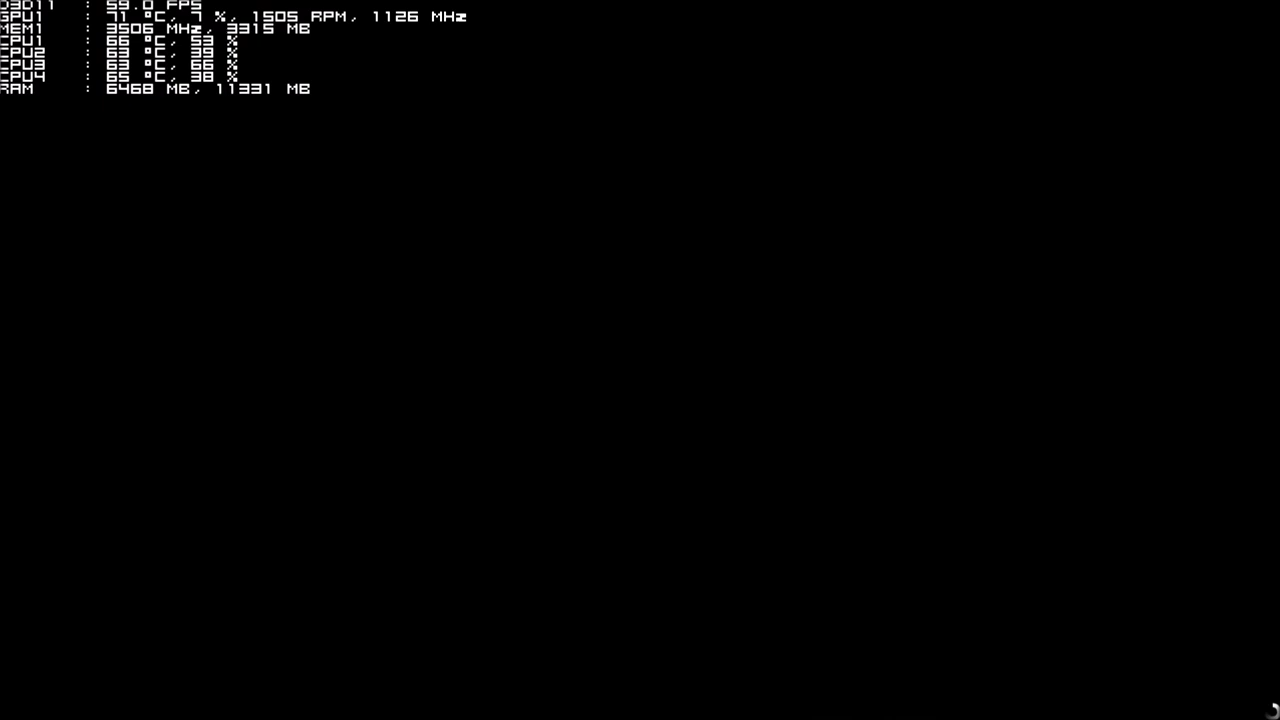 D3D11 : 59.0 FPS
GPU1 : 71 °C, 7 %, 1505 RPM, 1126 MHz
MEM1 : 3506 MHz, 3315 MB
CPU1 : 66 °C, 53 %
CPU2 : 63 °C, 39 %
CPU3 : 63 °C, 66 %
CPU4 : 65 °C, 38 %
RAM : 6468 MB, 11331 MB